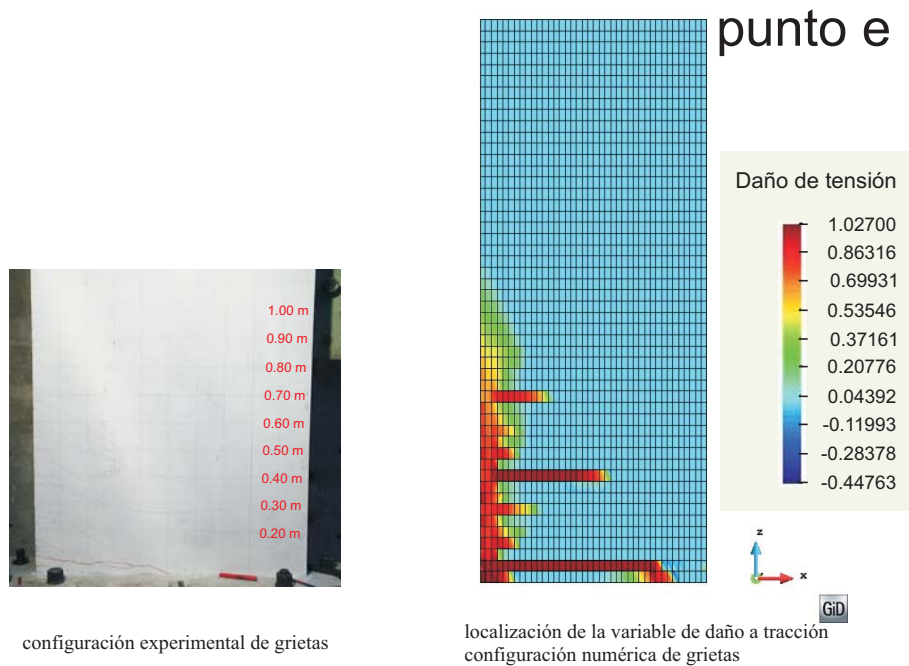 punto e
Daño de tensión
1.02700
0.86316
0.69931
0.53546
0.37161
0.20776
0.04392
-0.11993
-0.28378
-0.44763
1.00 m
0.90 m
0.80 m
0.70 m
0.60 m
0.50 m
0.40 m
0.30 m
0.20 m
z
x
GiD
configuración experimental de grietas
localización de la variable de daño a tracción
configuración numérica de grietas